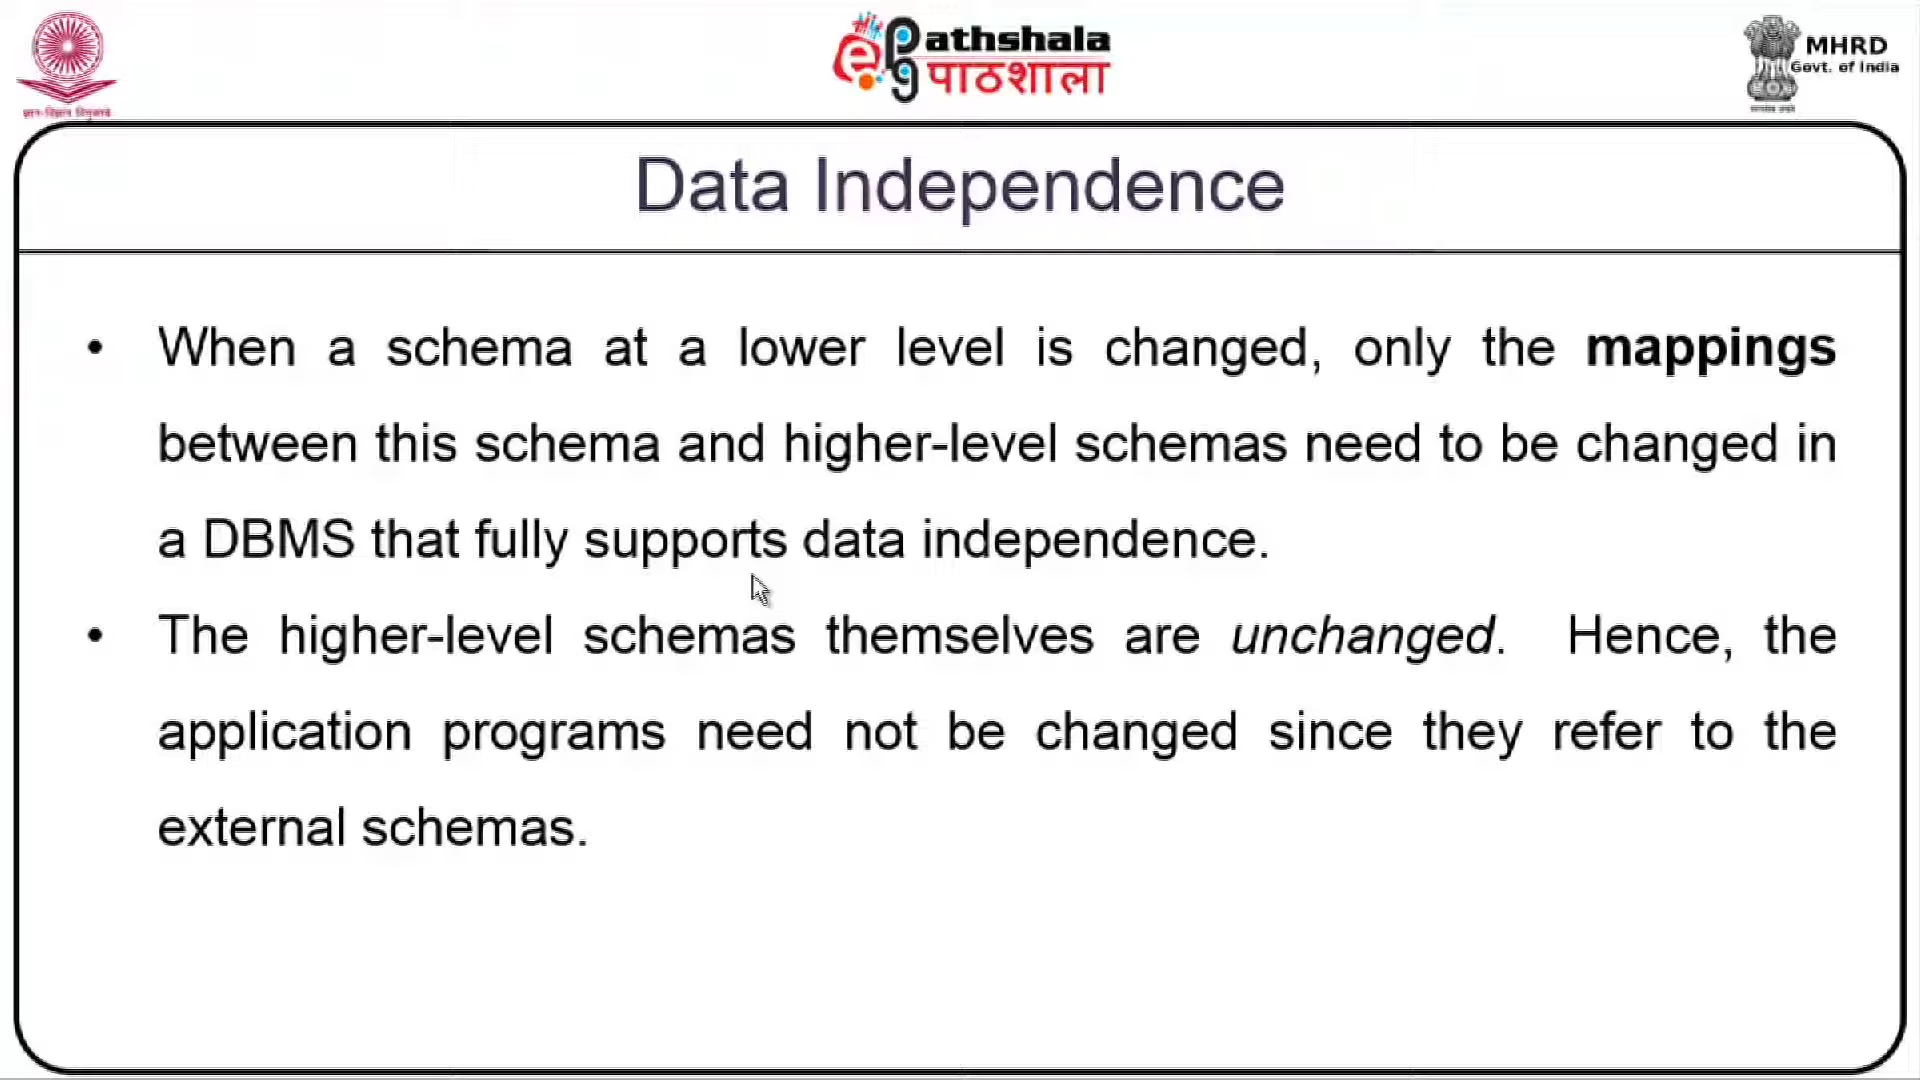 ज्ञान-विज्ञान विमुक्तये
ePG Pathshala
पाठशाला
MHRD
Govt. of India
Data Independence
• When a schema at a lower level is changed, only the mappings
between this schema and higher-level schemas need to be changed in
a DBMS that fully supports data independence.
• The higher-level schemas themselves are unchanged. Hence, the
application programs need not be changed since they refer to the
external schemas.